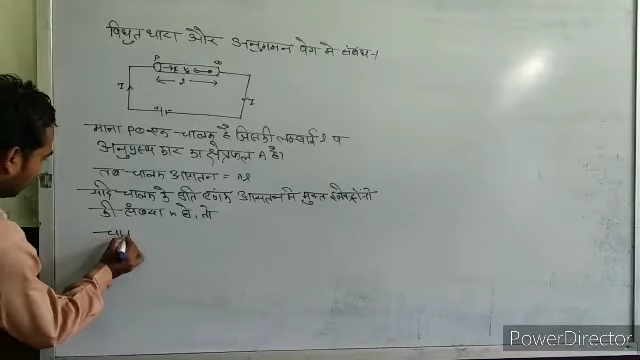 विधुत धारा और अनुगमन वेग मे संबंध -
P Q
l
I I
माना PQ एक चालक है जिसकी लम्बाई l व
अनुप्रस्थ काट का क्षेत्रफल A है।
तब चालक आयतन = Al
यदि चालक के प्रति एकांक आयतन मे मुक्त इलेक्ट्रोनो
की संख्या n हो, तो
चा
PowerDirector